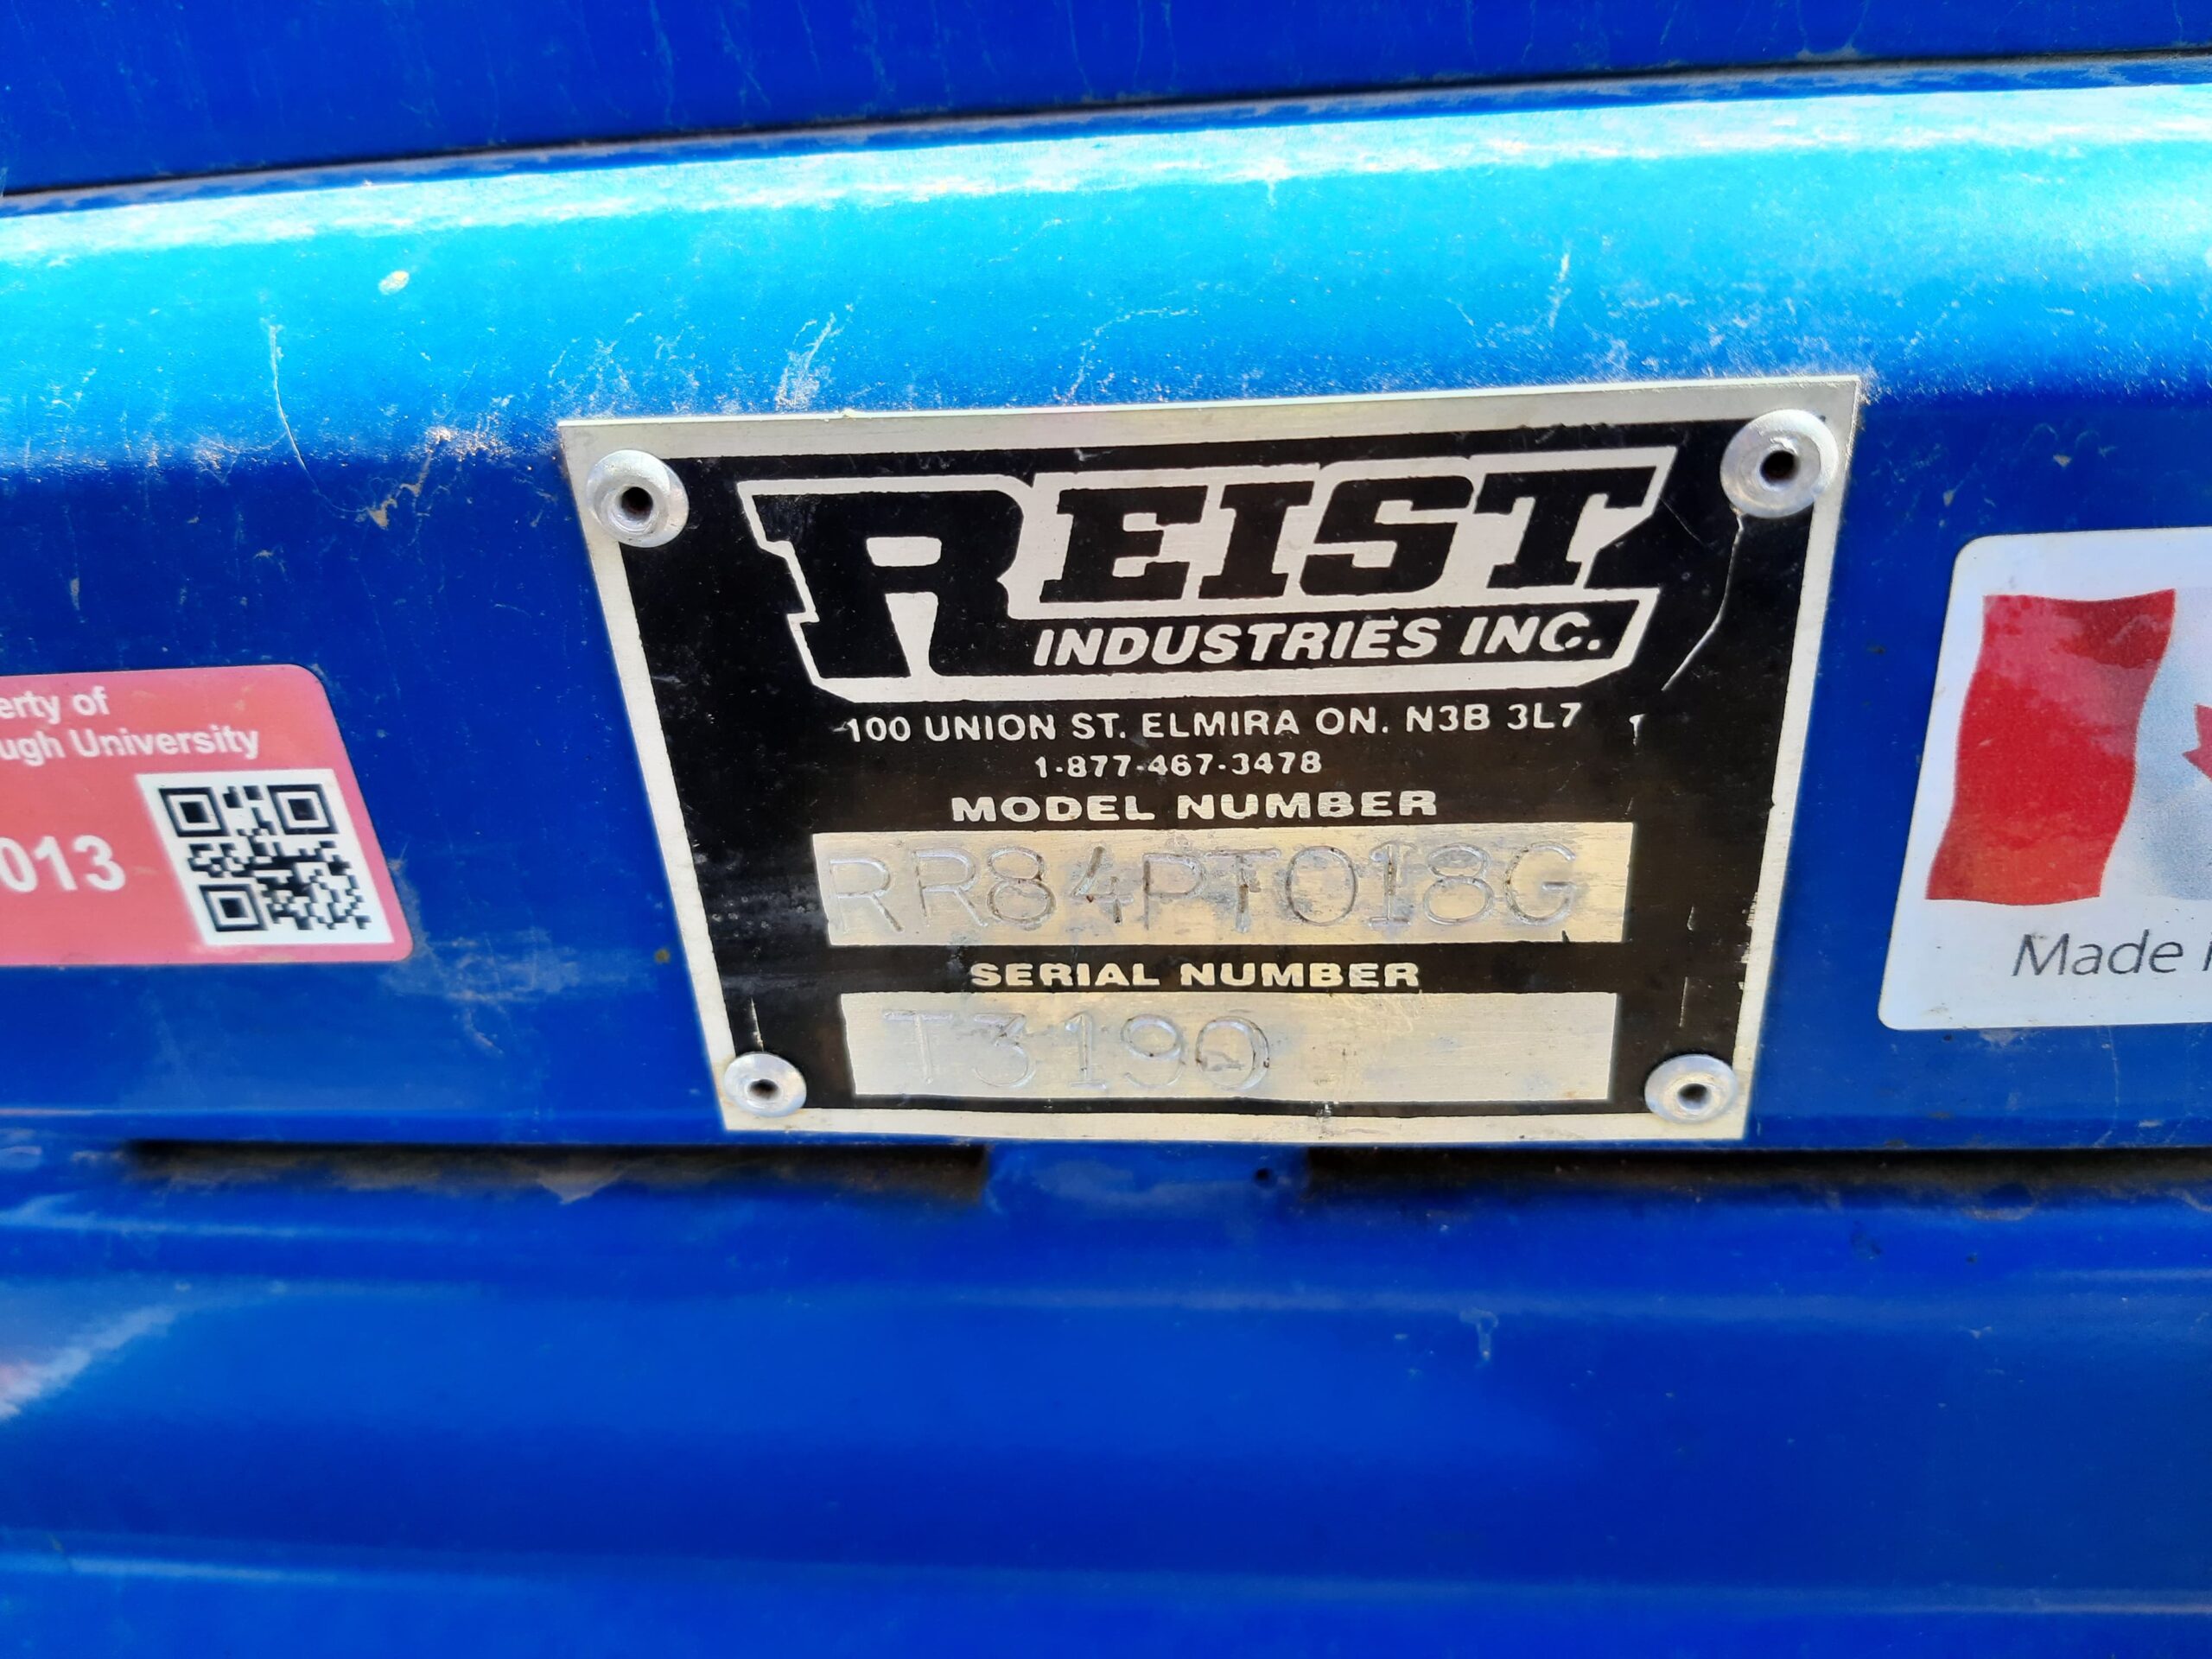 REIST
INDUSTRIES INC.
100 UNION ST. ELMIRA ON. N3B 3L7
1-877-467-3478
MODEL NUMBER
RR84PTO18G
SERIAL NUMBER
T3190
erty of
ugh University
013
Made